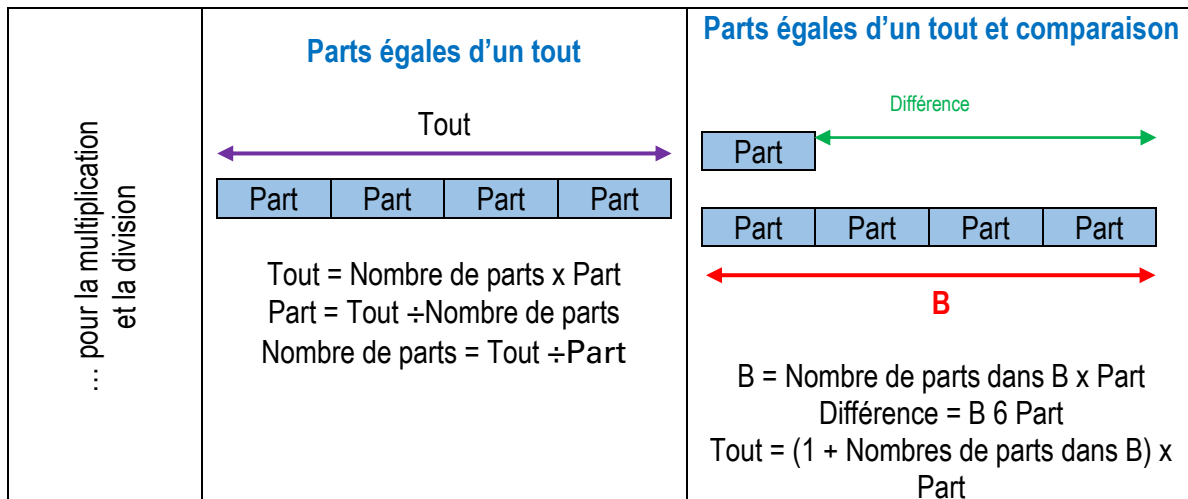 … pour la multiplication
et la division
Parts égales d’un tout
Tout
Part Part Part Part
Tout = Nombre de parts x Part
Part = Tout ÷Nombre de parts
Nombre de parts = Tout ÷Part
Parts égales d’un tout et comparaison
Différence
Part
Part Part Part Part
B
B = Nombre de parts dans B x Part
Différence = B 6 Part
Tout = (1 + Nombres de parts dans B) x
Part